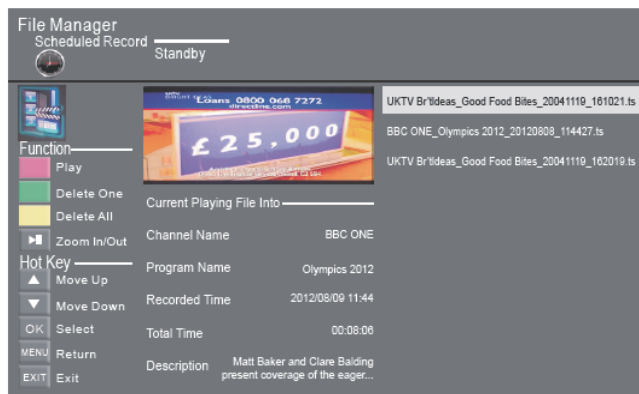 File Manager
Scheduled Record
Standby
Loans 0800 068 7272
directline.com
£25,000
Function
Play
Delete One
Delete All
Zoom In/Out
Hot Key
Move Up
Move Down
OK Select
MENU Return
EXIT Exit
Current Playing File Into
Channel Name BBC ONE
Program Name Olympics 2012
Recorded Time 2012/08/09 11:44
Total Time 00:08:06
Description Matt Baker and Clare Balding
present coverage of the eager...
UKTV Br'tIdeas_Good Food Bites_20041119_161021.ts
BBC ONE_Olympics 2012_20120808_114427.ts
UKTV Br'tIdeas_Good Food Bites_20041119_162019.ts